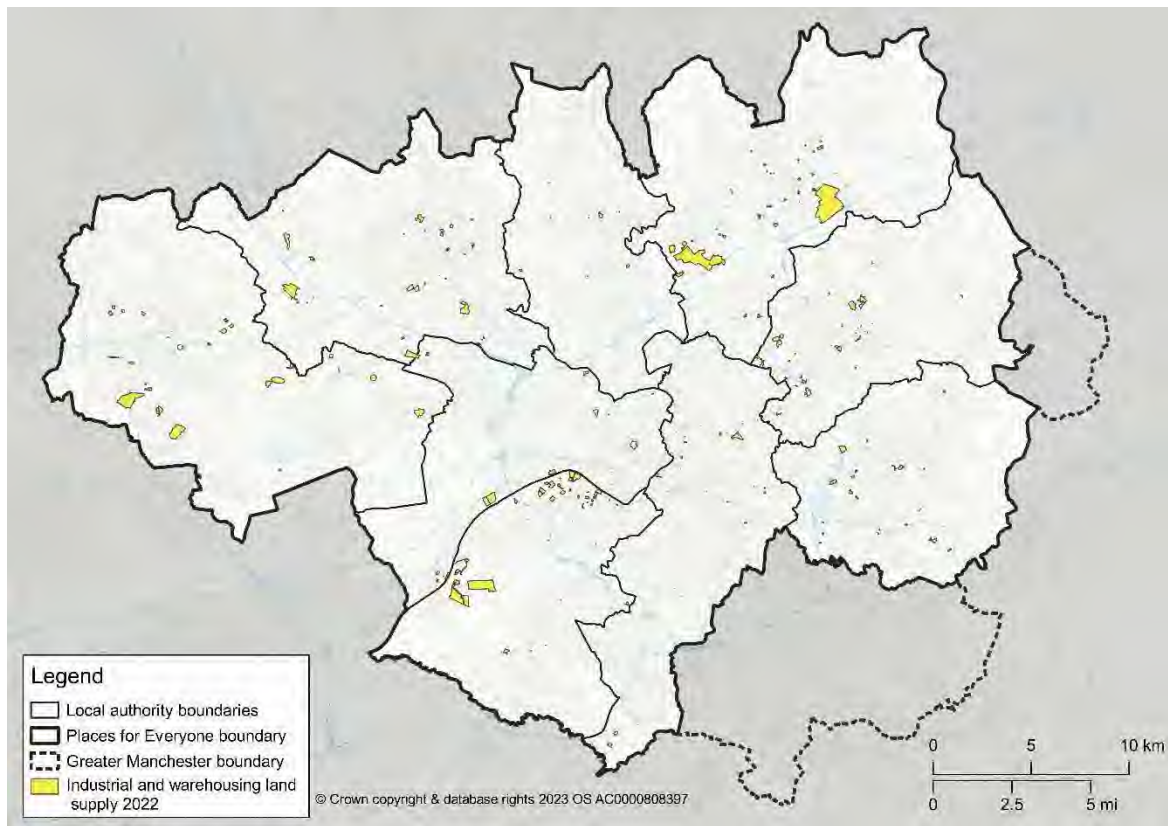 Legend
Local authority boundaries
Places for Everyone boundary
Greater Manchester boundary
Industrial and warehousing land
supply 2022
© Crown copyright & database rights 2023 OS AC0000808397
0 5 10 km
0 2.5 5 mi